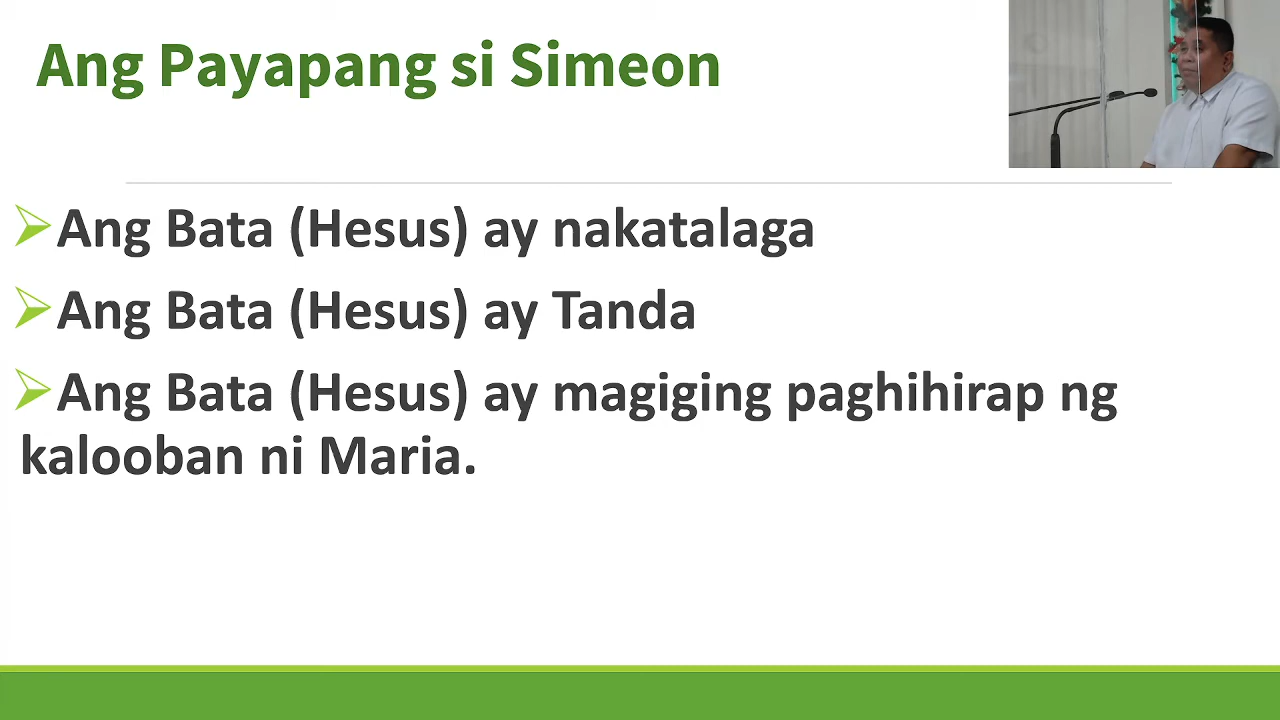 Ang Payapang si Simeon
Ang Bata (Hesus) ay nakatalaga
Ang Bata (Hesus) ay Tanda
Ang Bata (Hesus) ay magiging paghihirap ng
kalooban ni Maria.